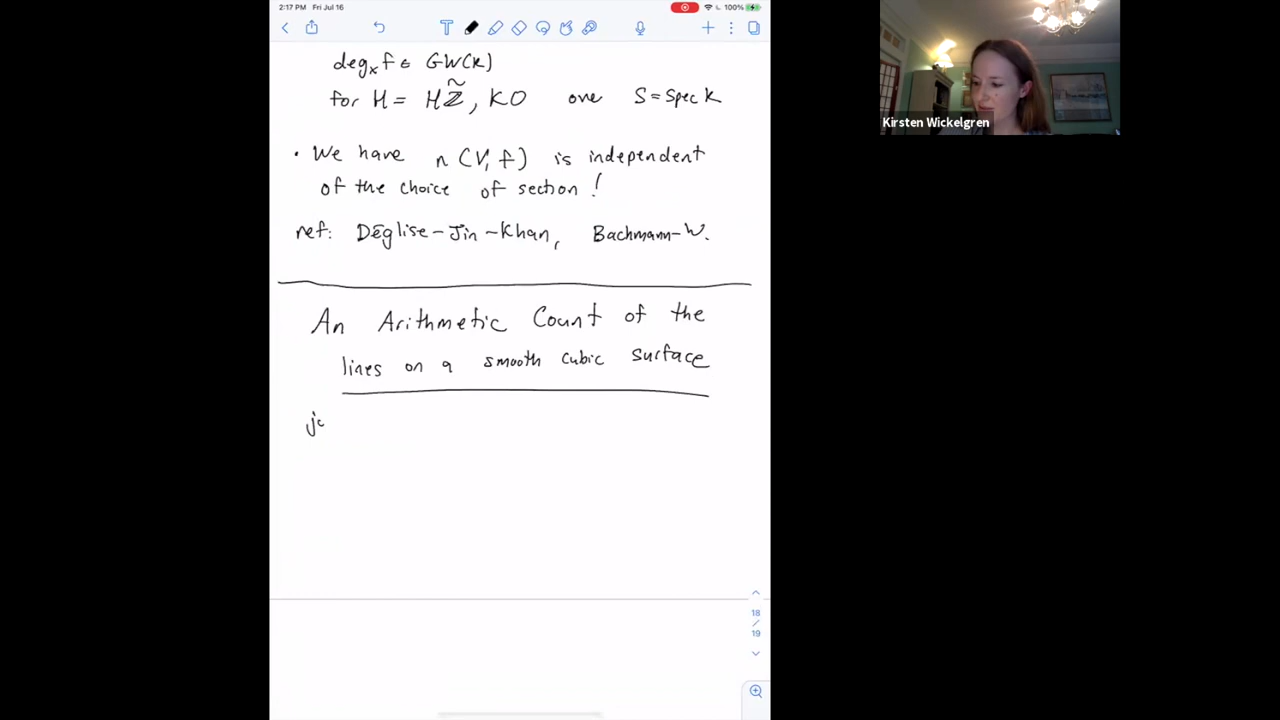 2:17 PM Fri Jul 16
100%
deg_x f ∈ GW(k)
for H = HZ̃, KO over S = Spec k
• We have n(V, f) is independent
of the choice of section!
ref: Déglise-Jin-Khan, Bachmann-W.
An Arithmetic Count of the
lines on a smooth cubic surface
jo
18
/
19
Kirsten Wickelgren